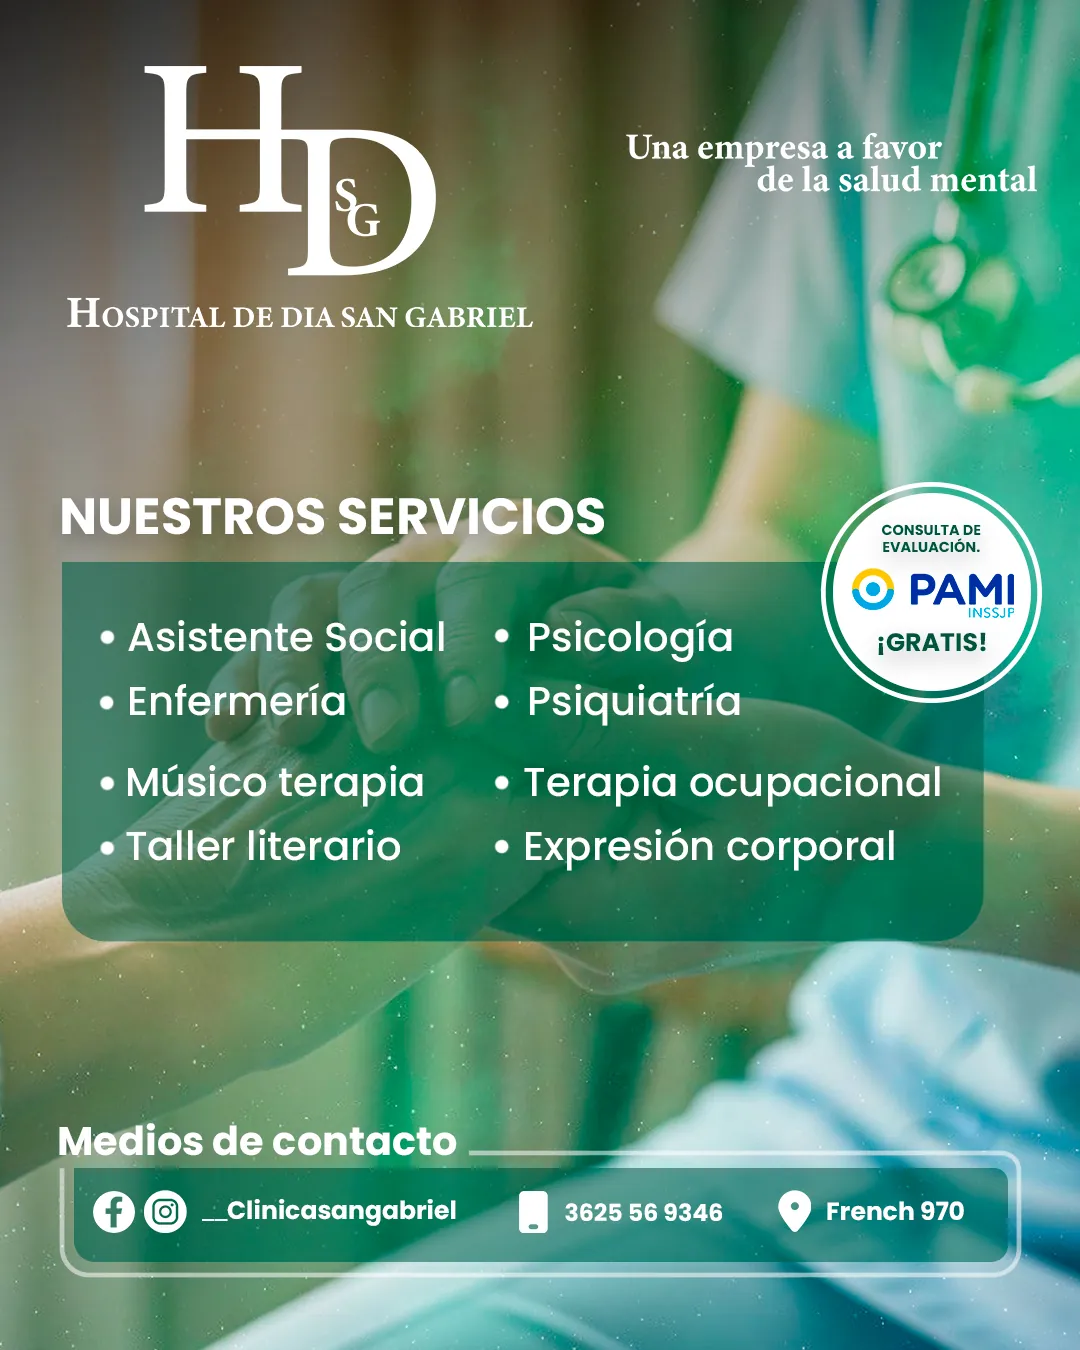 HD
SG
HOSPITAL DE DIA SAN GABRIEL
Una empresa a favor
de la salud mental
NUESTROS SERVICIOS
• Asistente Social
• Enfermería
• Músico terapia
• Taller literario
• Psicología
• Psiquiatría
• Terapia ocupacional
• Expresión corporal
CONSULTA DE
EVALUACIÓN.
PAMI
INSSJP
¡GRATIS!
Medios de contacto
__Clinicasangabriel
3625 56 9346
French 970